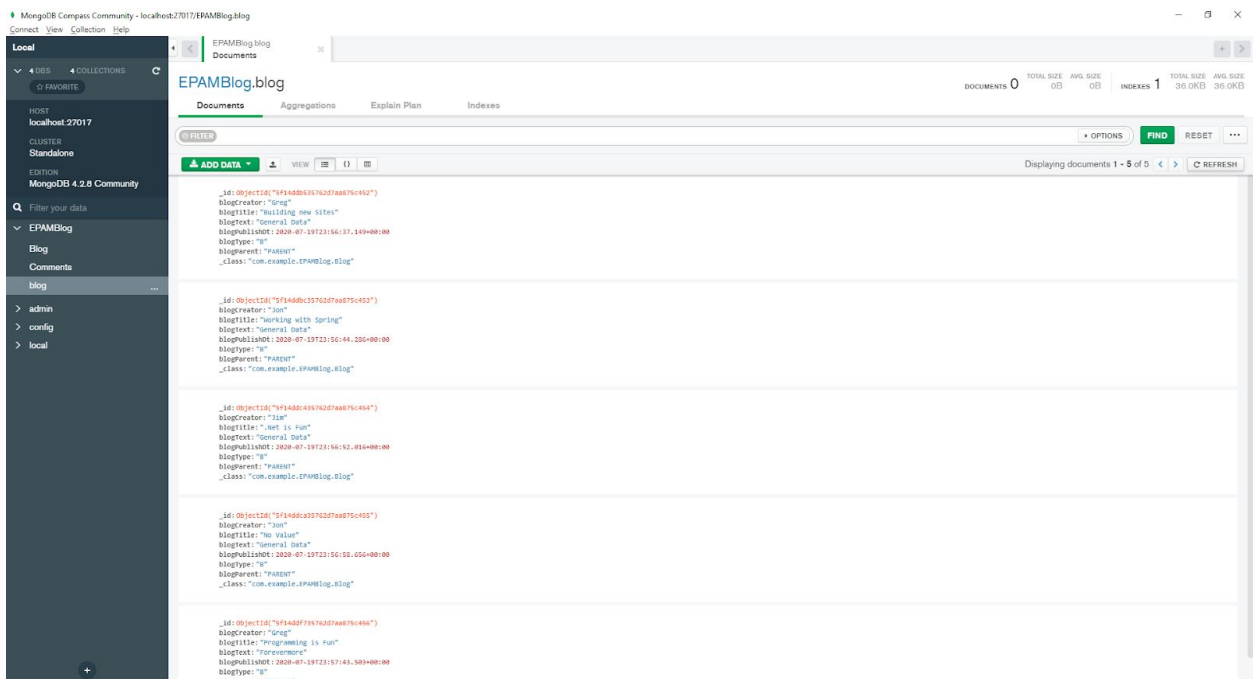 MongoDB Compass Community - localhost:27017/EPAMBlog.blog
Connect View Collection Help
Local
4 DBS 4 COLLECTIONS
FAVORITE
HOST
localhost:27017
CLUSTER
Standalone
EDITION
MongoDB 4.2.8 Community
Filter your data
EPAMBlog
Blog
Comments
blog ...
admin
config
local
EPAMBlog.blog
Documents
EPAMBlog.blog
DOCUMENTS 0 TOTAL SIZE 0B AVG. SIZE 0B INDEXES 1 TOTAL SIZE 36.0KB AVG. SIZE 36.0KB
Documents Aggregations Explain Plan Indexes
FILTER OPTIONS FIND RESET ...
ADD DATA VIEW {} Displaying documents 1 - 5 of 5 < > REFRESH
_id: ObjectId("5f14ddb535762d7aa875c452")
blogCreator: "Greg"
blogTitle: "Building new Sites"
blogText: "General Data"
blogPublishDt: 2020-07-19T23:56:37.149+00:00
blogType: "B"
blogParent: "PARENT"
_class: "com.example.EPAMBlog.Blog"
_id: ObjectId("5f14ddbc35762d7aa875c453")
blogCreator: "Jon"
blogTitle: "Working with Spring"
blogText: "General Data"
blogPublishDt: 2020-07-19T23:56:44.286+00:00
blogType: "B"
blogParent: "PARENT"
_class: "com.example.EPAMBlog.Blog"
_id: ObjectId("5f14ddc435762d7aa875c454")
blogCreator: "Jim"
blogTitle: ".Net is Fun"
blogText: "General Data"
blogPublishDt: 2020-07-19T23:56:52.016+00:00
blogType: "B"
blogParent: "PARENT"
_class: "com.example.EPAMBlog.Blog"
_id: ObjectId("5f14ddca35762d7aa875c455")
blogCreator: "Jon"
blogTitle: "No Value"
blogText: "General Data"
blogPublishDt: 2020-07-19T23:56:58.656+00:00
blogType: "B"
blogParent: "PARENT"
_class: "com.example.EPAMBlog.Blog"
_id: ObjectId("5f14ddf735762d7aa875c456")
blogCreator: "Greg"
blogTitle: "Programming is Fun"
blogText: "Forevermore"
blogPublishDt: 2020-07-19T23:57:43.503+00:00
blogType: "B"